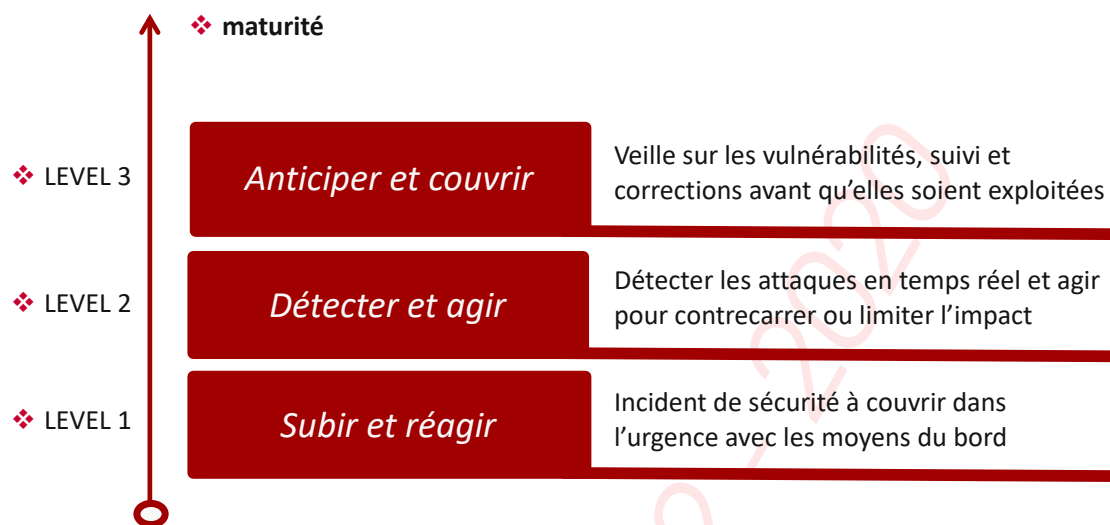 ❖ maturité
❖ LEVEL 3
Anticiper et couvrir
Veille sur les vulnérabilités, suivi et
corrections avant qu’elles soient exploitées
❖ LEVEL 2
Détecter et agir
Détecter les attaques en temps réel et agir
pour contrecarrer ou limiter l’impact
❖ LEVEL 1
Subir et réagir
Incident de sécurité à couvrir dans
l’urgence avec les moyens du bord
- 2020